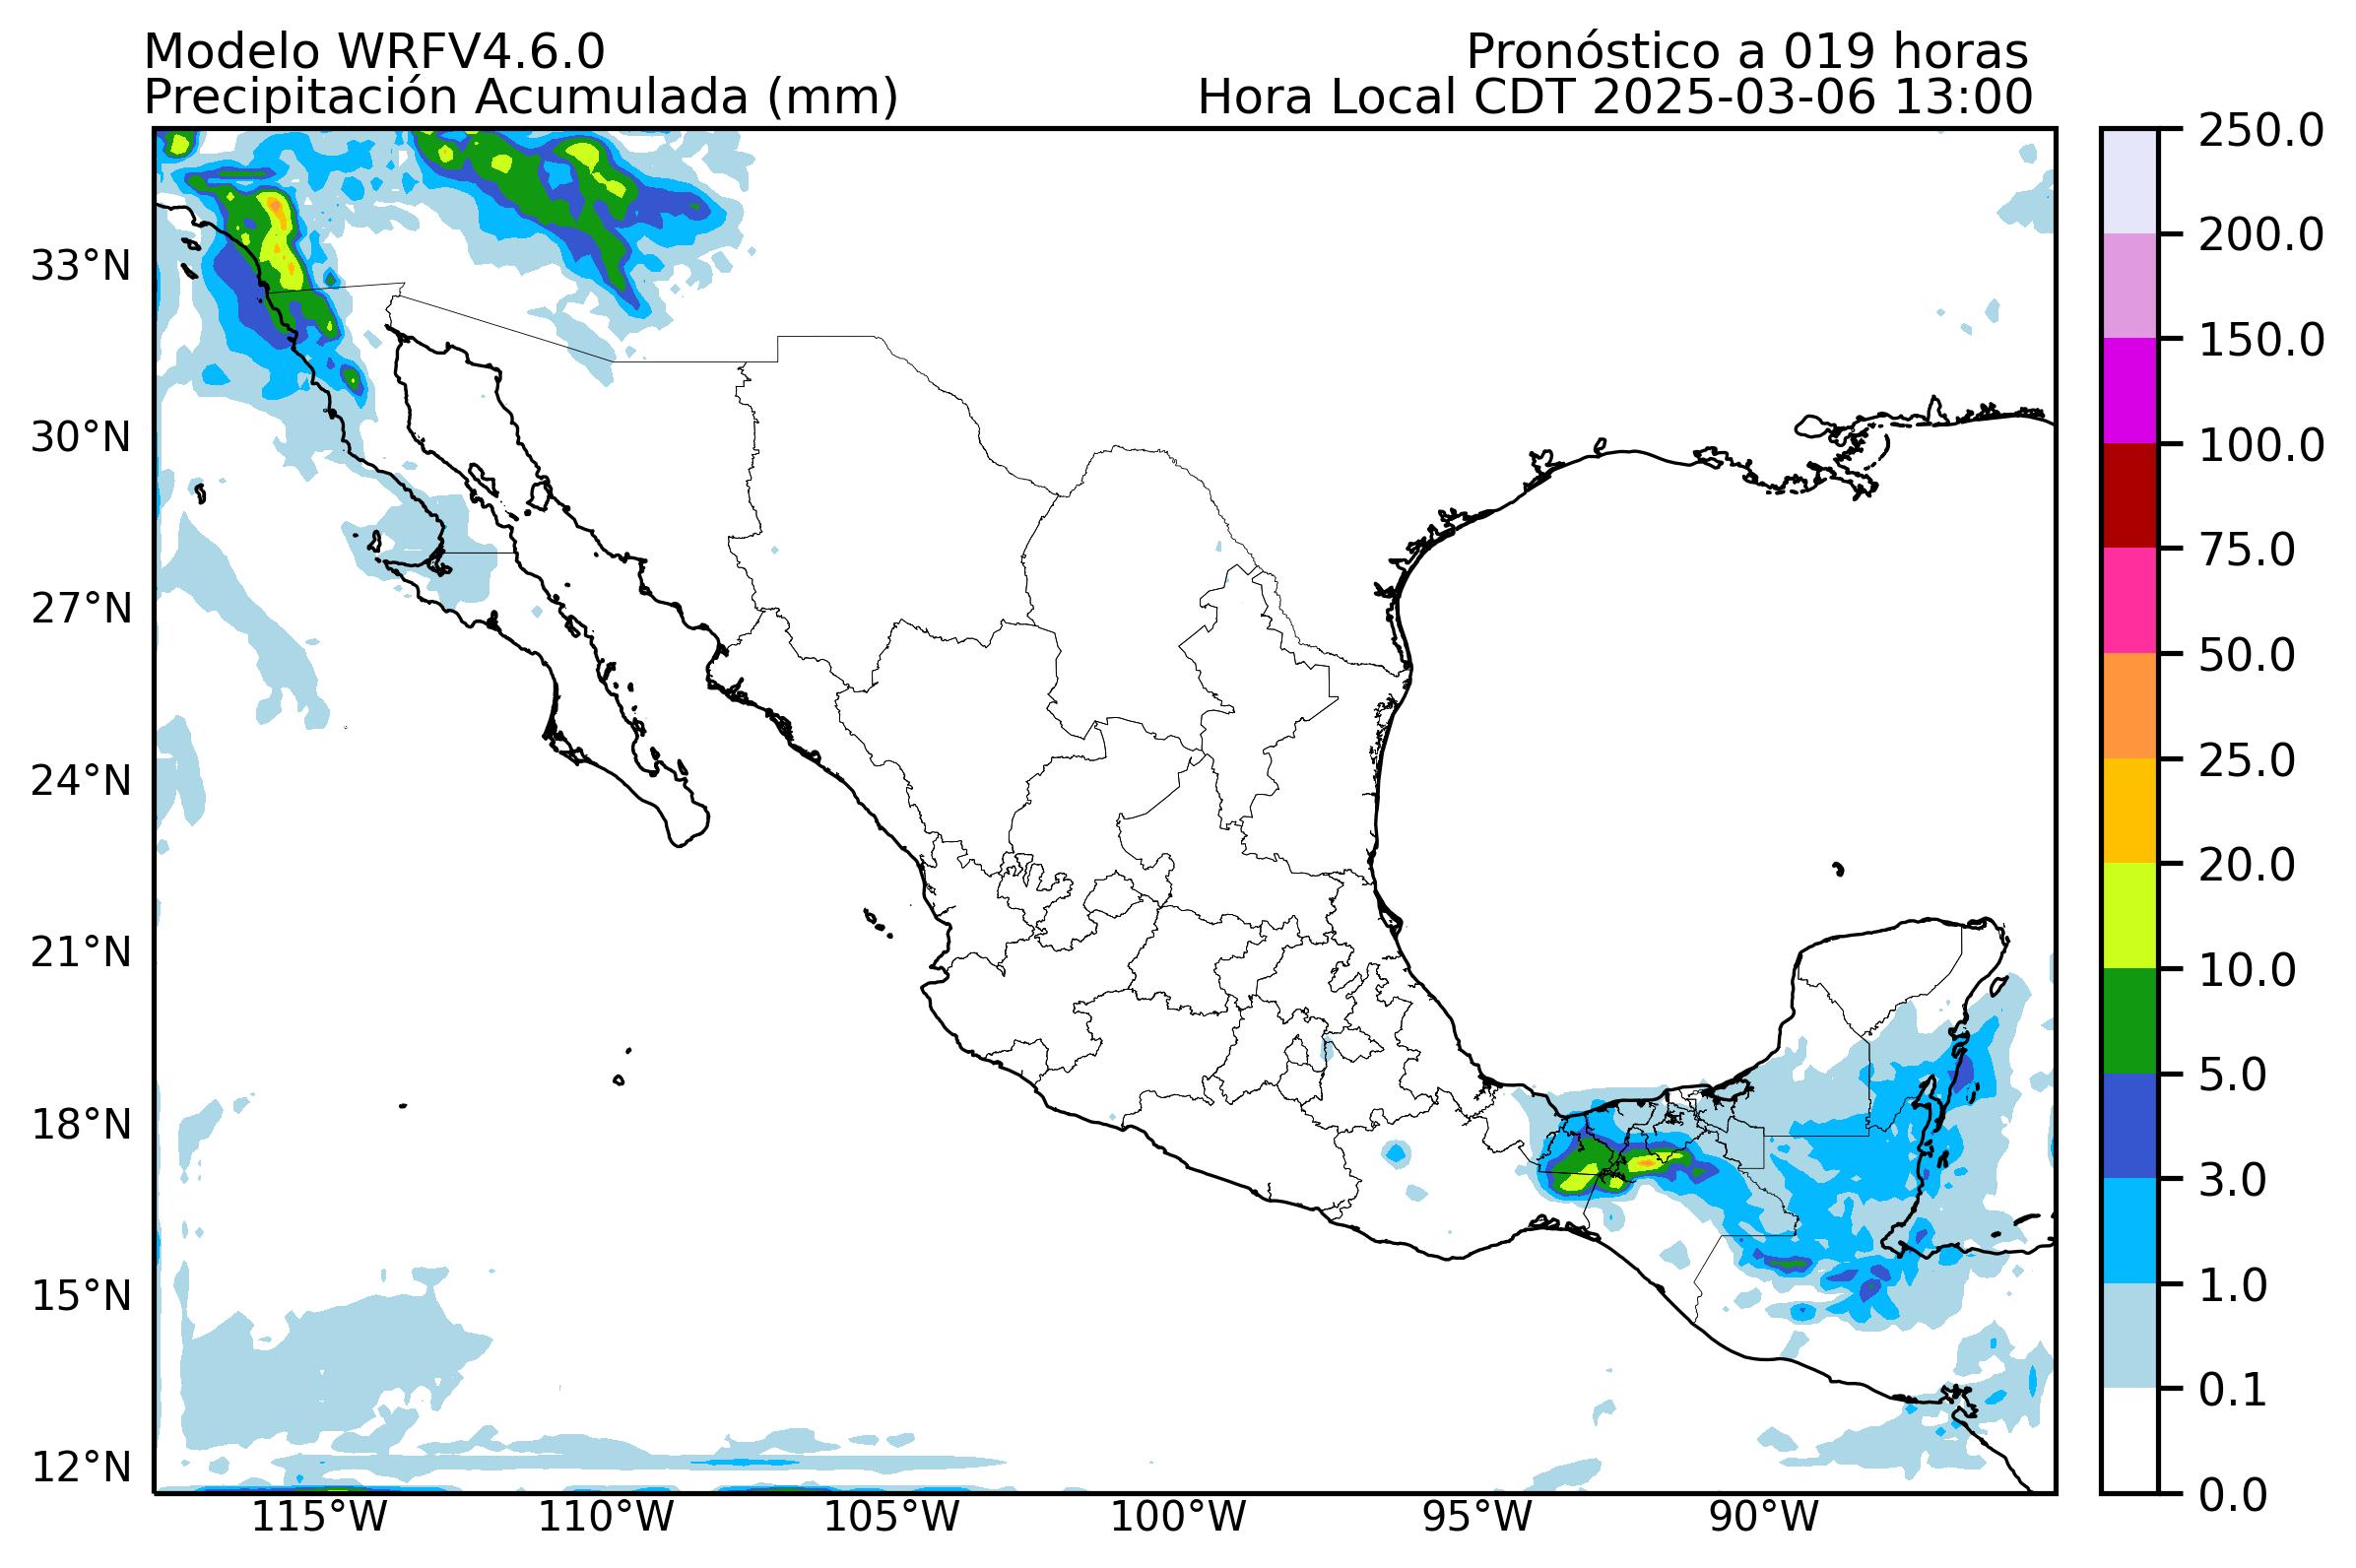 Modelo WRFV4.6.0
Pronóstico a 019 horas
Precipitación Acumulada (mm)
Hora Local CDT 2025-03-06 13:00
33°N
30°N
27°N
24°N
21°N
18°N
15°N
12°N
115°W
110°W
105°W
100°W
95°W
90°W
250.0
200.0
150.0
100.0
75.0
50.0
25.0
20.0
10.0
5.0
3.0
1.0
0.1
0.0